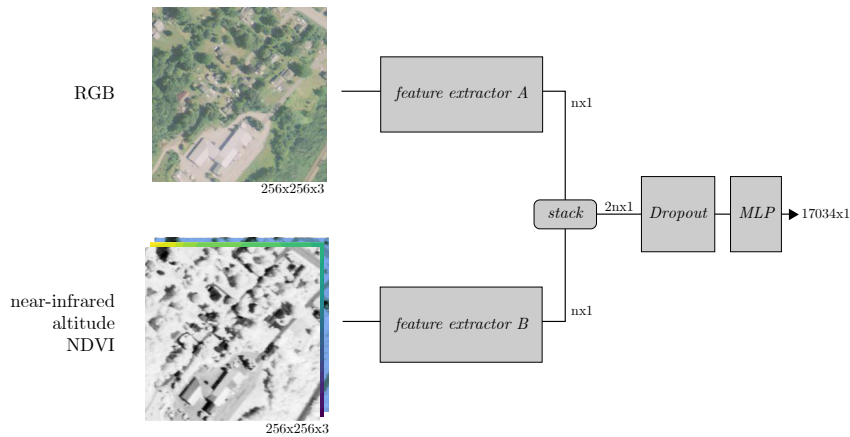 RGB
256x256x3
feature extractor A
nx1
stack
2nx1
Dropout
MLP
17034x1
near-infrared
altitude
NDVI
256x256x3
feature extractor B
nx1